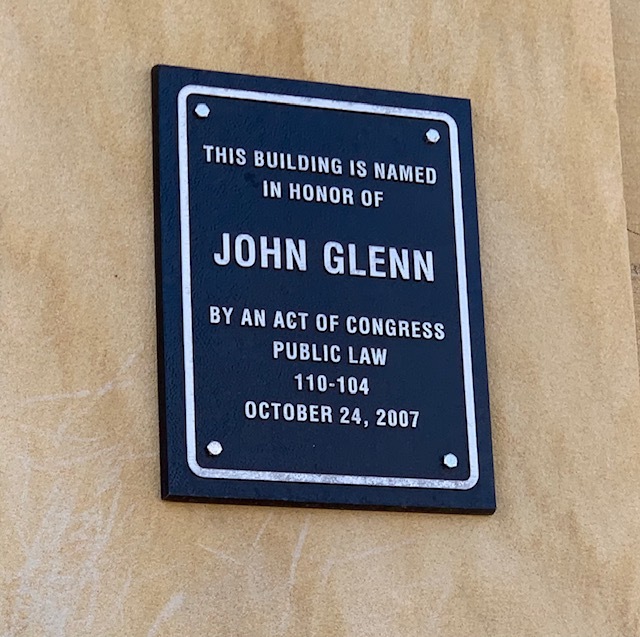 THIS BUILDING IS NAMED
IN HONOR OF
JOHN GLENN
BY AN ACT OF CONGRESS
PUBLIC LAW
110-104
OCTOBER 24, 2007